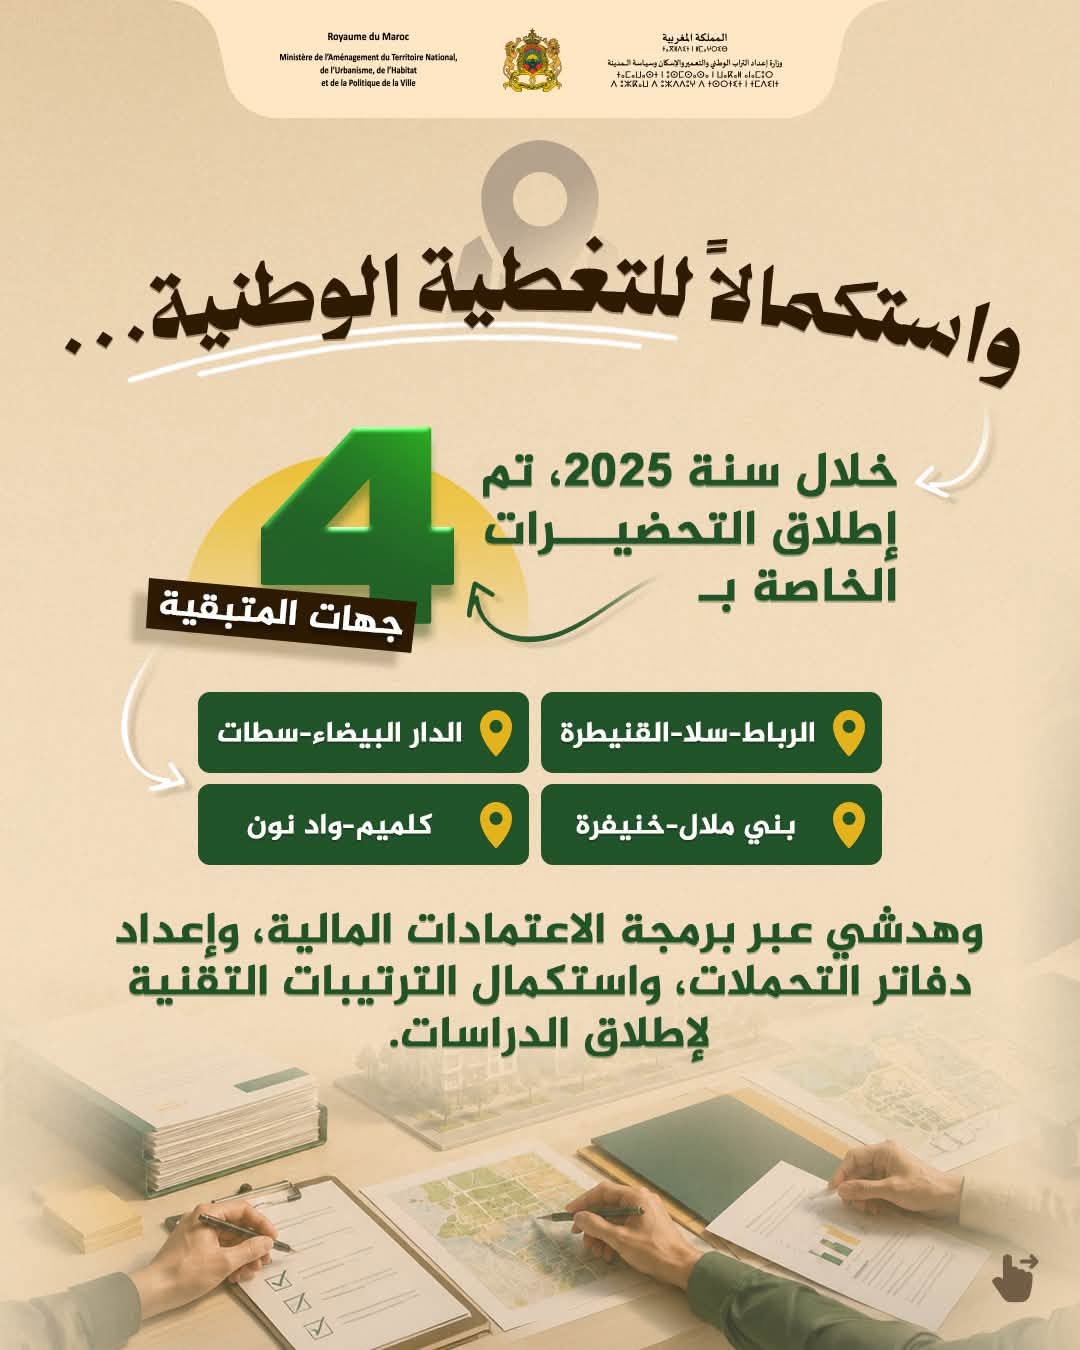 Royaume du Maroc
Ministère de l'Aménagement du Territoire National,
de l'Urbanisme, de l'Habitat
et de la Politique de la Ville
المملكة المغربية
ⵜⴰⴳⵍⴷⵉⵜ ⵏ ⵍⵎⵖⵔⵉⴱ
وزارة إعداد التراب الوطني والتعمير والإسكان وسياسة المدينة
واستكمالاً للتغطية الوطنية...
خلال سنة 2025، تم
إطلاق التحضيـــرات
الخاصة بـ
4
جهات المتبقية
الرباط-سلا-القنيطرة
الدار البيضاء-سطات
بني ملال-خنيفرة
كلميم-واد نون
وهدشي عبر برمجة الاعتمادات المالية، وإعداد
دفاتر التحملات، واستكمال الترتيبات التقنية
لإطلاق الدراسات.